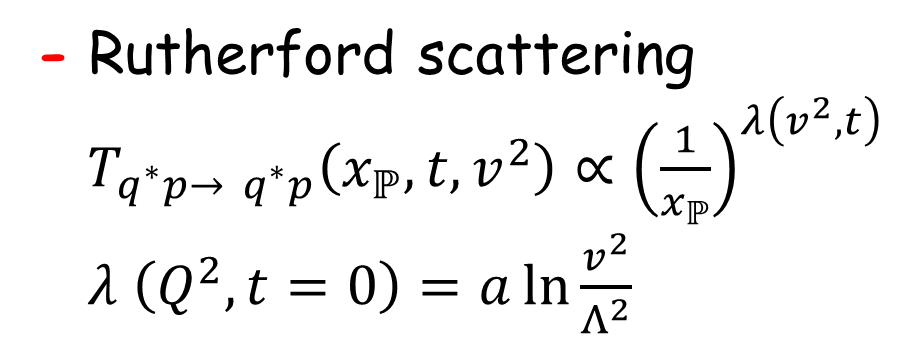 - Rutherford scattering
T_{q*p→ q*p}(x_ℙ, t, v²) ∝ (1/x_ℙ)^{λ(v²,t)}
λ (Q², t = 0) = a ln v²/Λ²